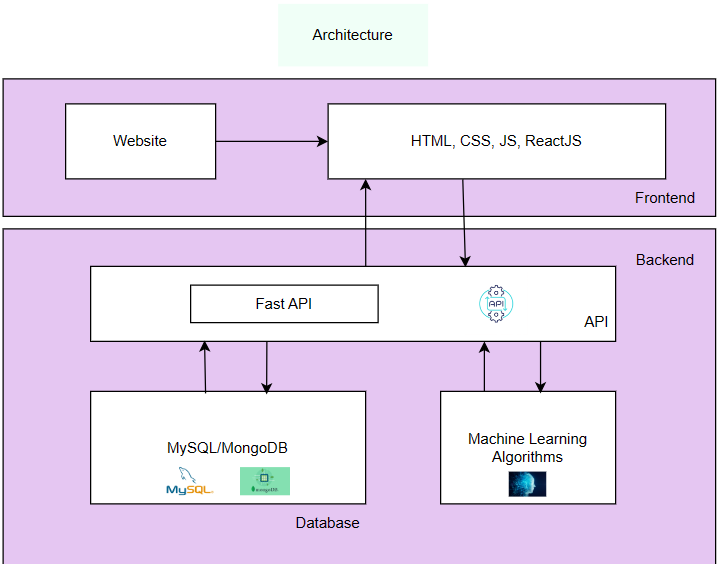 Architecture
Website
HTML, CSS, JS, ReactJS
Frontend
Backend
Fast API
API
API
MySQL/MongoDB
MySQL
mongoDB
Database
Machine Learning
Algorithms